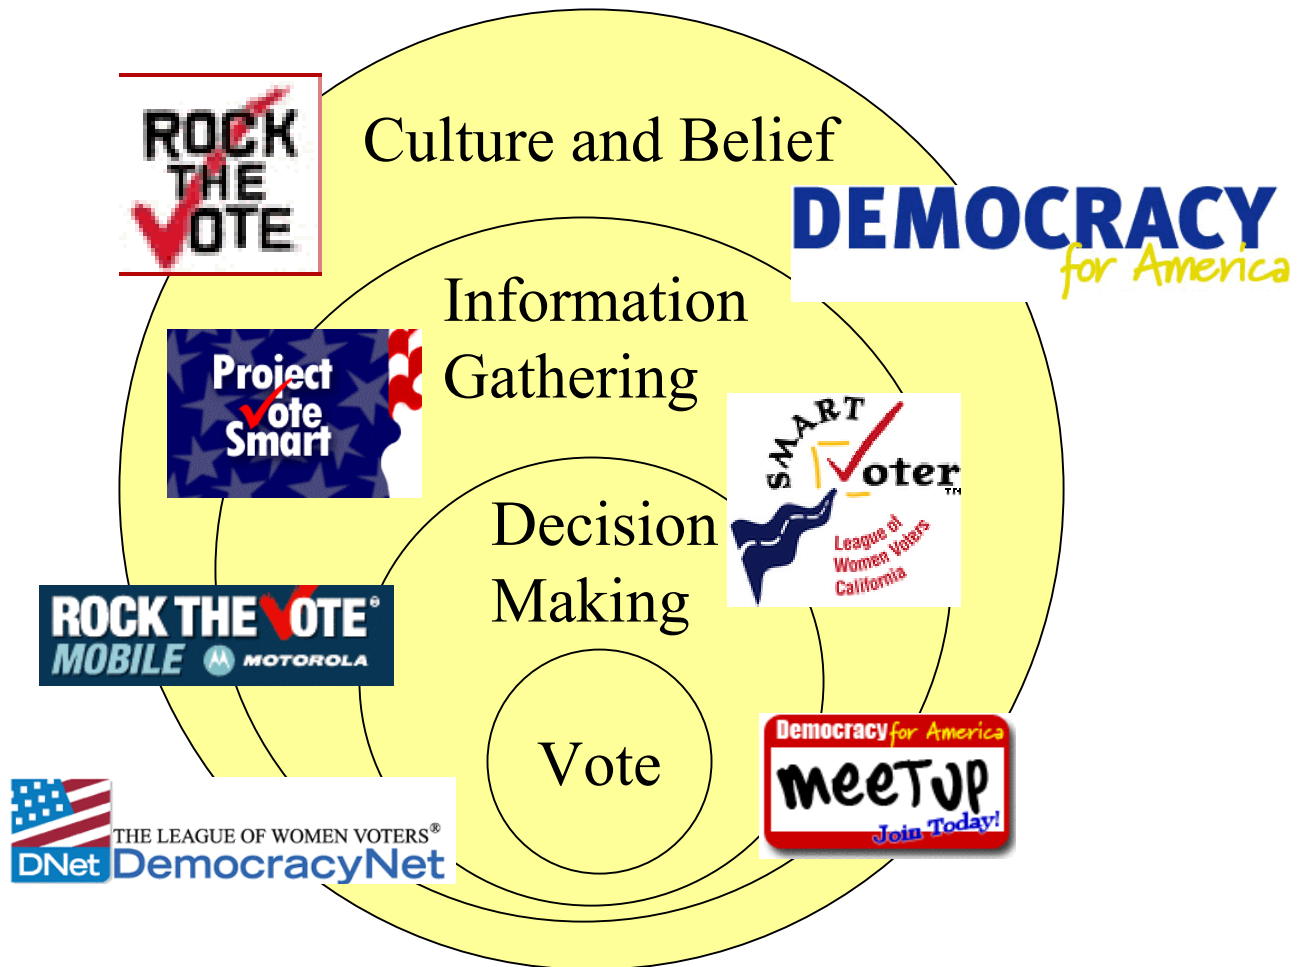 Culture and Belief
ROCK
THE
VOTE
DEMOCRACY
for America
Information
Gathering
Project
Vote
Smart
SMART
Voter™
League of
Women Voters
California
Decision
Making
ROCK THE VOTE®
MOBILE MOTOROLA
Vote
Democracy for America
meeTup
Join Today!
THE LEAGUE OF WOMEN VOTERS®
DNet DemocracyNet